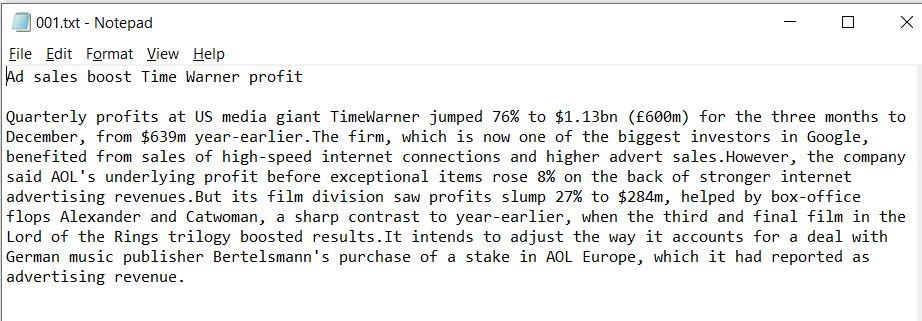 001.txt - Notepad
File Edit Format View Help
Ad sales boost Time Warner profit
Quarterly profits at US media giant TimeWarner jumped 76% to $1.13bn (£600m) for the three months to
December, from $639m year-earlier.The firm, which is now one of the biggest investors in Google,
benefited from sales of high-speed internet connections and higher advert sales.However, the company
said AOL's underlying profit before exceptional items rose 8% on the back of stronger internet
advertising revenues.But its film division saw profits slump 27% to $284m, helped by box-office
flops Alexander and Catwoman, a sharp contrast to year-earlier, when the third and final film in the
Lord of the Rings trilogy boosted results.It intends to adjust the way it accounts for a deal with
German music publisher Bertelsmann's purchase of a stake in AOL Europe, which it had reported as
advertising revenue.